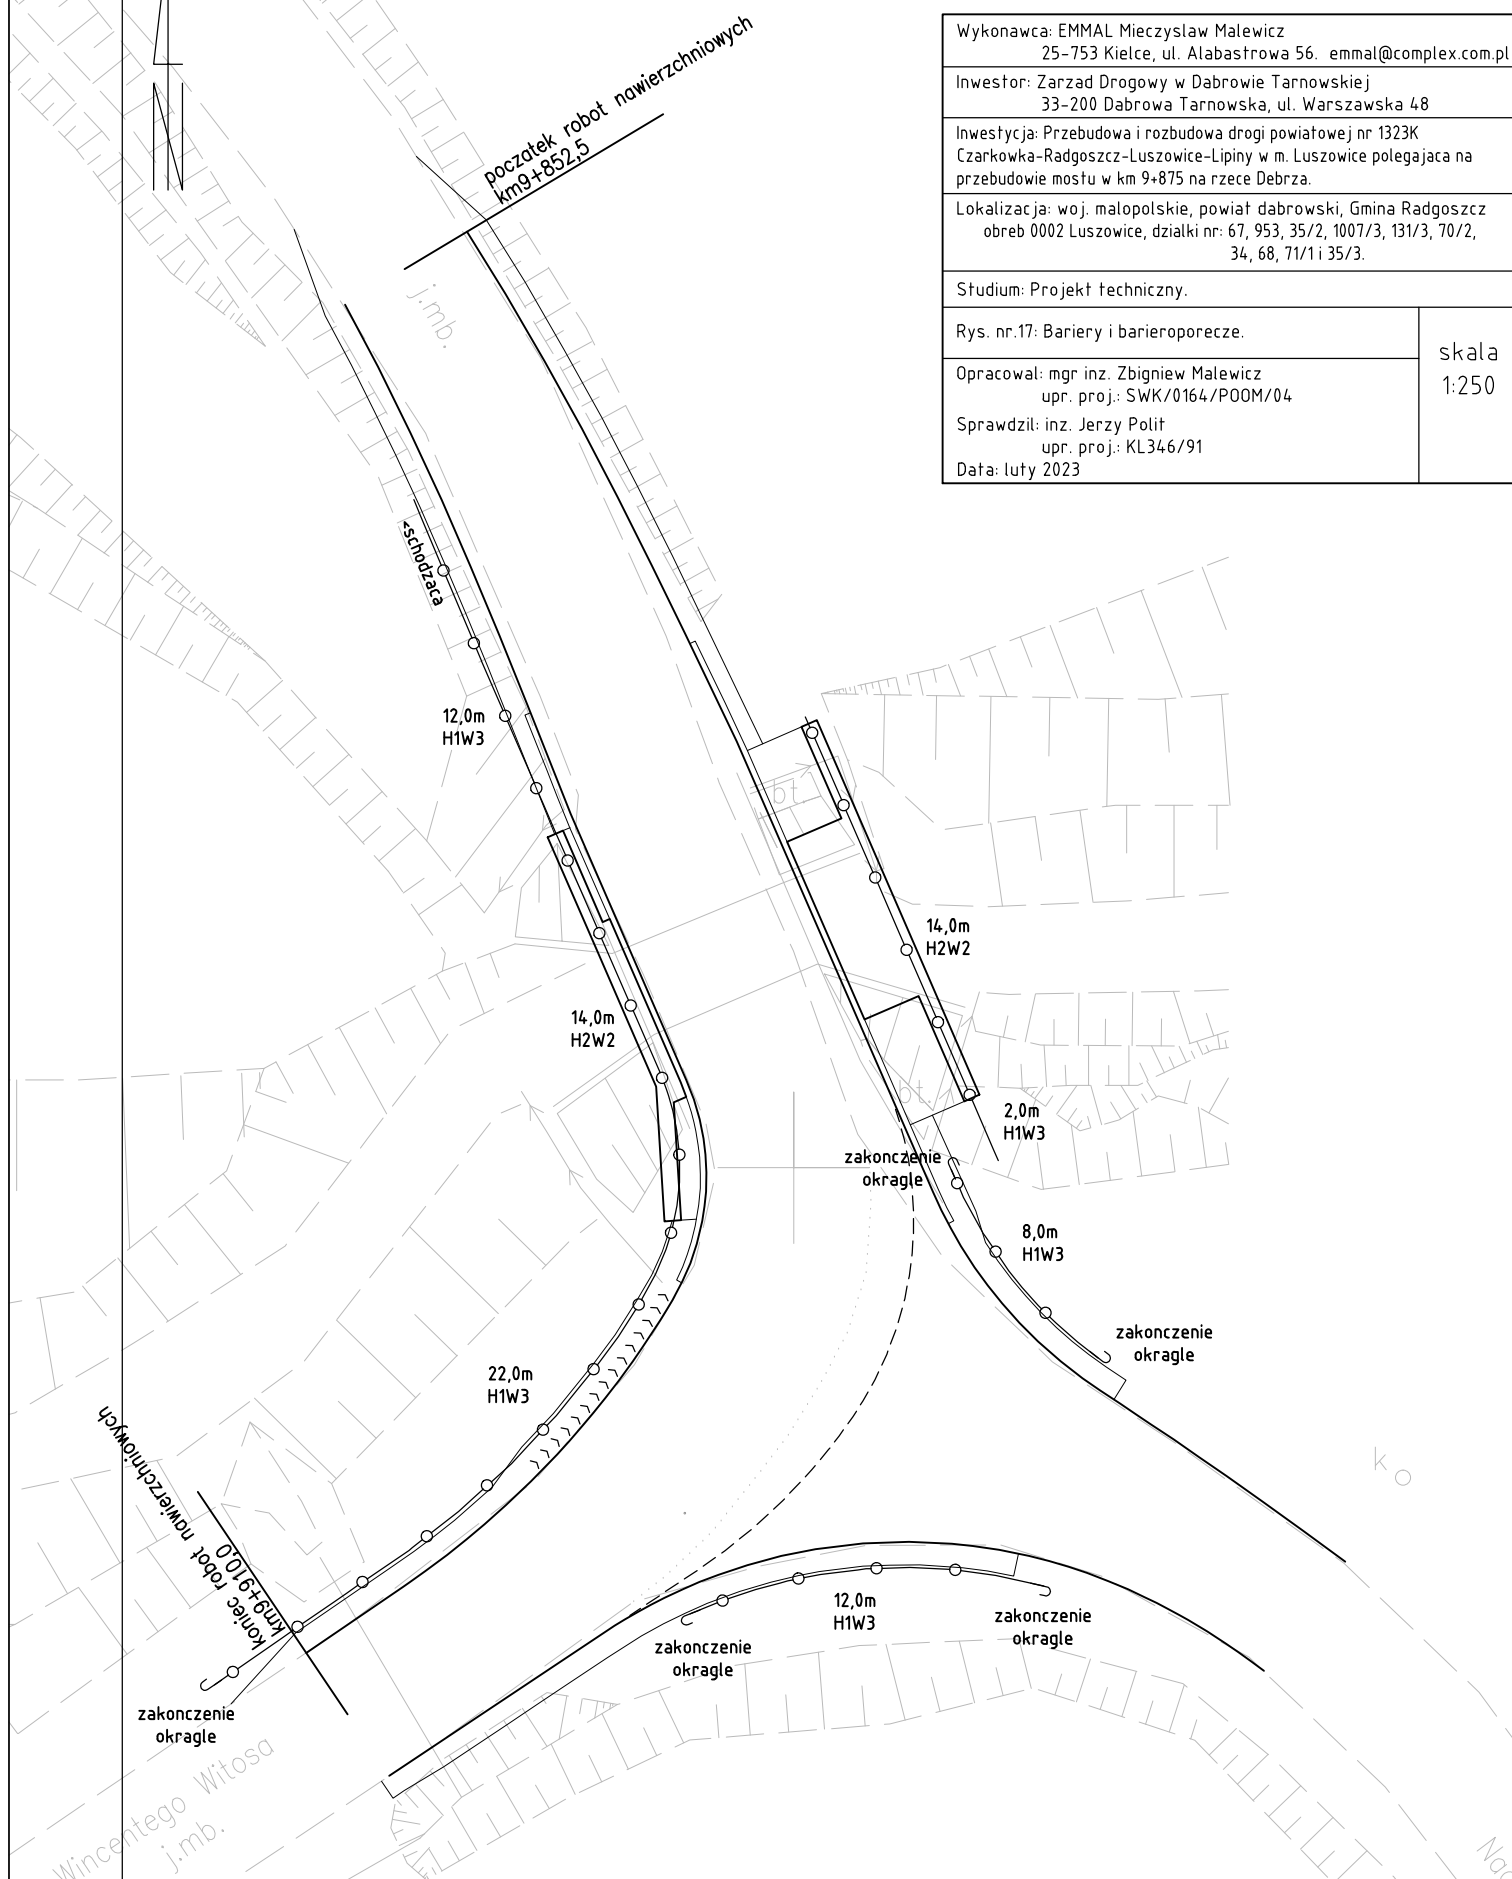 Wykonawca: EMMAL Mieczyslaw Malewicz
25-753 Kielce, ul. Alabastrowa 56. emmal@complex.com.pl
Inwestor: Zarzad Drogowy w Dabrowie Tarnowskiej
33-200 Dabrowa Tarnowska, ul. Warszawska 48
Inwestycja: Przebudowa i rozbudowa drogi powiatowej nr 1323K
Czarkowka-Radgoszcz-Luszowice-Lipiny w m. Luszowice polegajaca na
przebudowie mostu w km 9+875 na rzece Debrza.
Lokalizacja: woj. malopolskie, powiat dabrowski, Gmina Radgoszcz
obreb 0002 Luszowice, dzialki nr: 67, 953, 35/2, 1007/3, 131/3, 70/2,
34, 68, 71/1 i 35/3.
Studium: Projekt techniczny.
Rys. nr.17: Bariery i barieroporecze.
skala
1:250
Opracowal: mgr inz. Zbigniew Malewicz
upr. proj.: SWK/0164/POOM/04
Sprawdzil: inz. Jerzy Polit
upr. proj.: KL346/91
Data: luty 2023
N
poczatek robot nawierzchniowych
km9+852,5
j.mb.
<schodzaca
12,0m
H1W3
bt.
14,0m
H2W2
14,0m
H2W2
bt.
2,0m
H1W3
zakonczenie
okragle
8,0m
H1W3
zakonczenie
okragle
22,0m
H1W3
koniec robot nawierzchniowych
km9+910,0
ko
12,0m
H1W3
zakonczenie
okragle
zakonczenie
okragle
zakonczenie
okragle
Wincentego Witosa
j.mb.